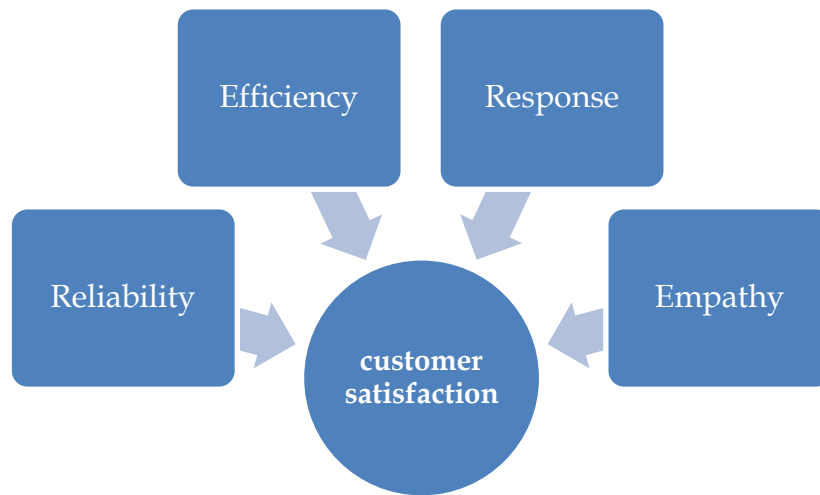 Efficiency
Response
Reliability
Empathy
customer
satisfaction